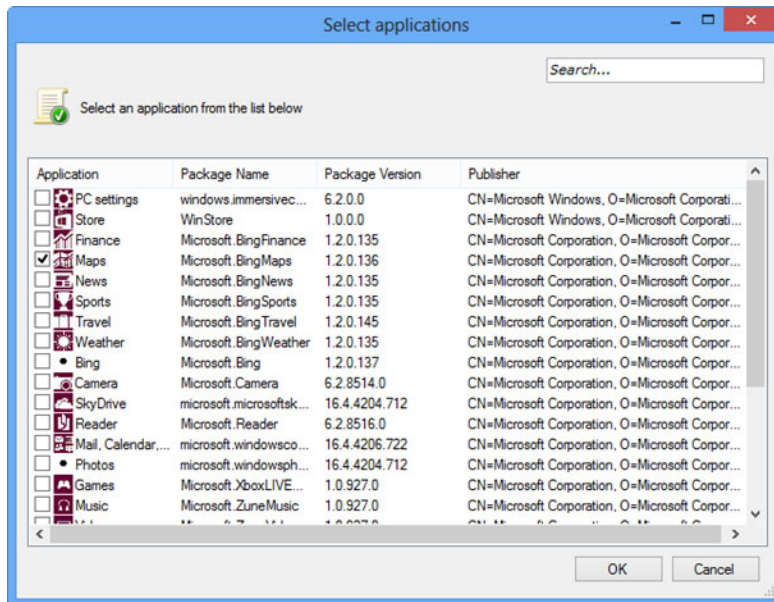 Select applications
Search...
Select an application from the list below
Application Package Name Package Version Publisher
PC settings windows.immersivec... 6.2.0.0 CN=Microsoft Windows, O=Microsoft Corporati...
Store WinStore 1.0.0.0 CN=Microsoft Windows, O=Microsoft Corporati...
Finance Microsoft.BingFinance 1.2.0.135 CN=Microsoft Corporation, O=Microsoft Corpor...
Maps Microsoft.BingMaps 1.2.0.136 CN=Microsoft Corporation, O=Microsoft Corpor...
News Microsoft.BingNews 1.2.0.135 CN=Microsoft Corporation, O=Microsoft Corpor...
Sports Microsoft.BingSports 1.2.0.135 CN=Microsoft Corporation, O=Microsoft Corpor...
Travel Microsoft.BingTravel 1.2.0.145 CN=Microsoft Corporation, O=Microsoft Corpor...
Weather Microsoft.BingWeather 1.2.0.135 CN=Microsoft Corporation, O=Microsoft Corpor...
Bing Microsoft.Bing 1.2.0.137 CN=Microsoft Corporation, O=Microsoft Corpor...
Camera Microsoft.Camera 6.2.8514.0 CN=Microsoft Corporation, O=Microsoft Corpor...
SkyDrive microsoft.microsoftsk... 16.4.4204.712 CN=Microsoft Corporation, O=Microsoft Corpor...
Reader Microsoft.Reader 6.2.8516.0 CN=Microsoft Corporation, O=Microsoft Corpor...
Mail, Calendar,... microsoft.windowsco... 16.4.4206.722 CN=Microsoft Corporation, O=Microsoft Corpor...
Photos microsoft.windowsph... 16.4.4204.712 CN=Microsoft Corporation, O=Microsoft Corpor...
Games Microsoft.XboxLIVE... 1.0.927.0 CN=Microsoft Corporation, O=Microsoft Corpor...
Music Microsoft.ZuneMusic 1.0.927.0 CN=Microsoft Corporation, O=Microsoft Corpor...
OK Cancel